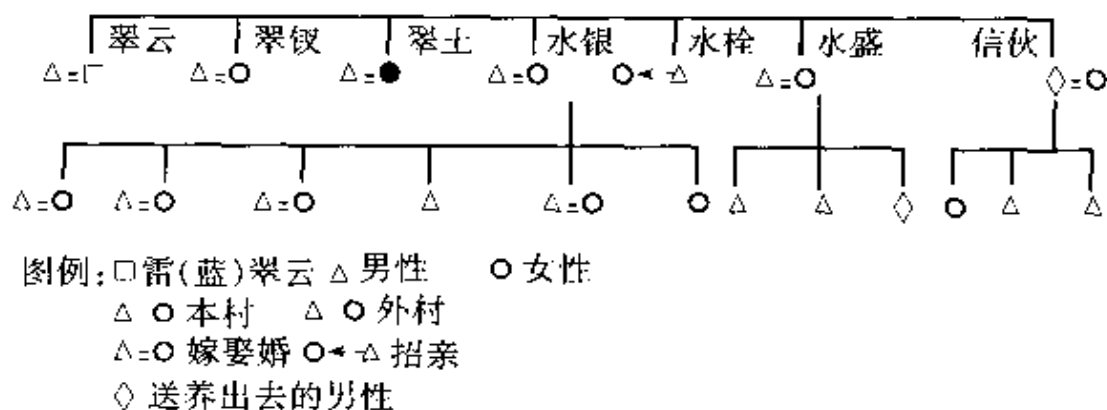 翠云 翠钗 翠土 水银 水栓 水盛 信伙
图例:□雷(蓝)翠云 △男性 ○女性
△ ○本村 △ ○外村
△=○嫁娶婚 ○◄-△招亲
◇送养出去的男性